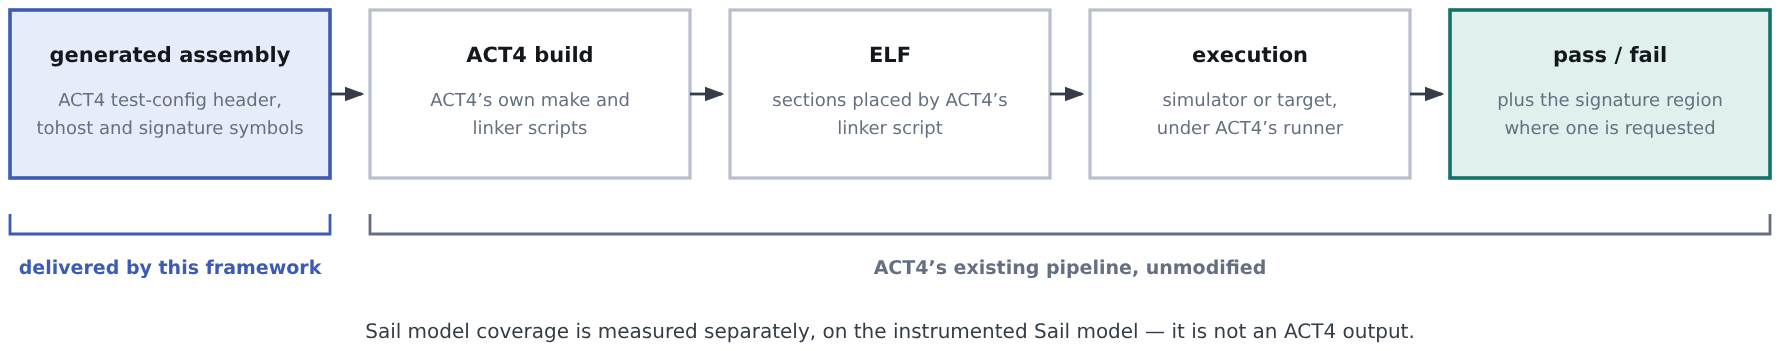 generated assembly
ACT4 test-config header,
tohost and signature symbols
ACT4 build
ACT4’s own make and
linker scripts
ELF
sections placed by ACT4’s
linker script
execution
simulator or target,
under ACT4’s runner
pass / fail
plus the signature region
where one is requested
delivered by this framework
ACT4’s existing pipeline, unmodified
Sail model coverage is measured separately, on the instrumented Sail model — it is not an ACT4 output.